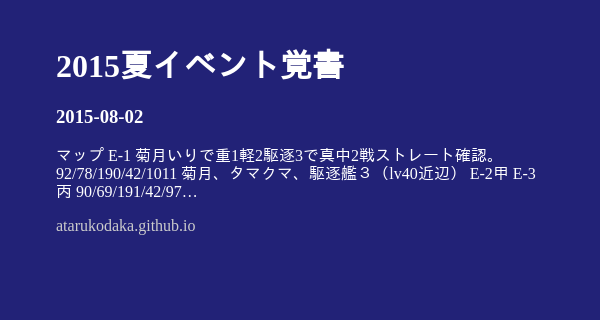 2015夏イベント覚書
2015-08-02
マップ E-1 菊月いりで重1軽2駆逐3で真中2戦ストレート確認。
92/78/190/42/1011 菊月、タマクマ、駆逐艦３（lv40近辺） E-2甲 E-3
丙 90/69/191/42/97…
atarukodaka.github.io